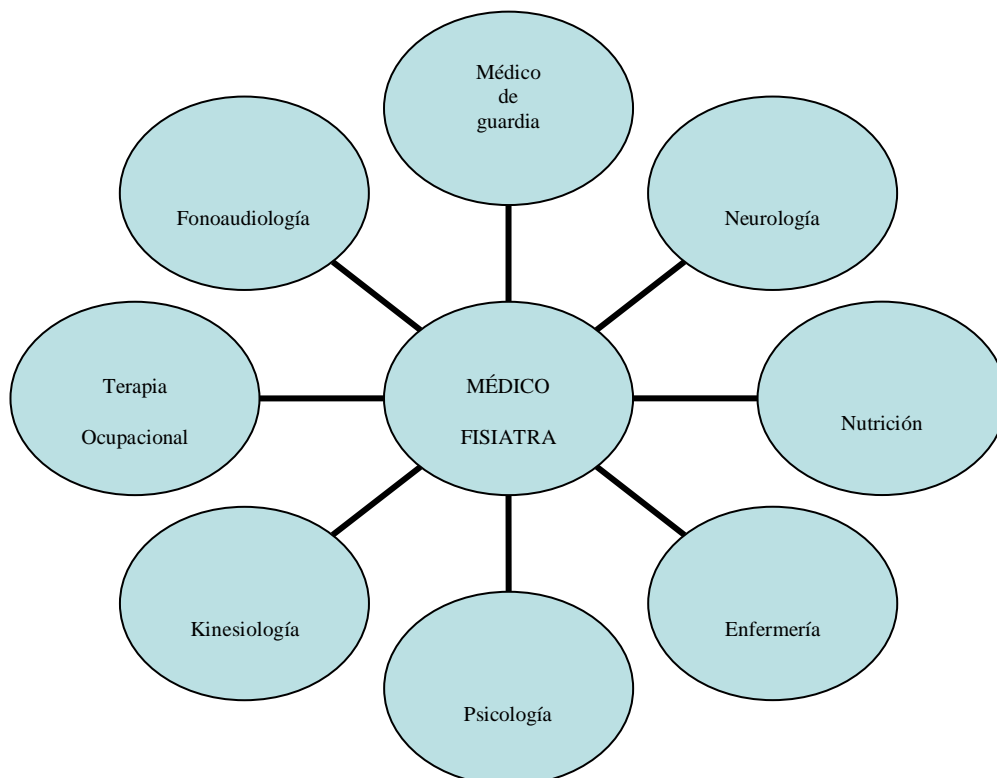 Médico
de
guardia
Fonoaudiología
Neurología
Terapia
Ocupacional
MÉDICO
FISIATRA
Nutrición
Kinesiología
Enfermería
Psicología